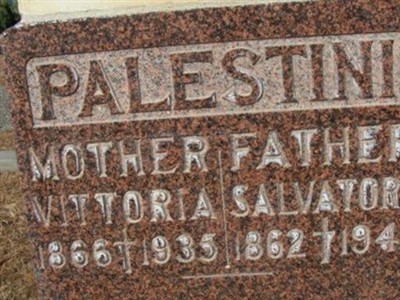 PALESTINI
MOTHER FATHER
VITTORIA SALVATOR
1866 † 1935 1862 † 194